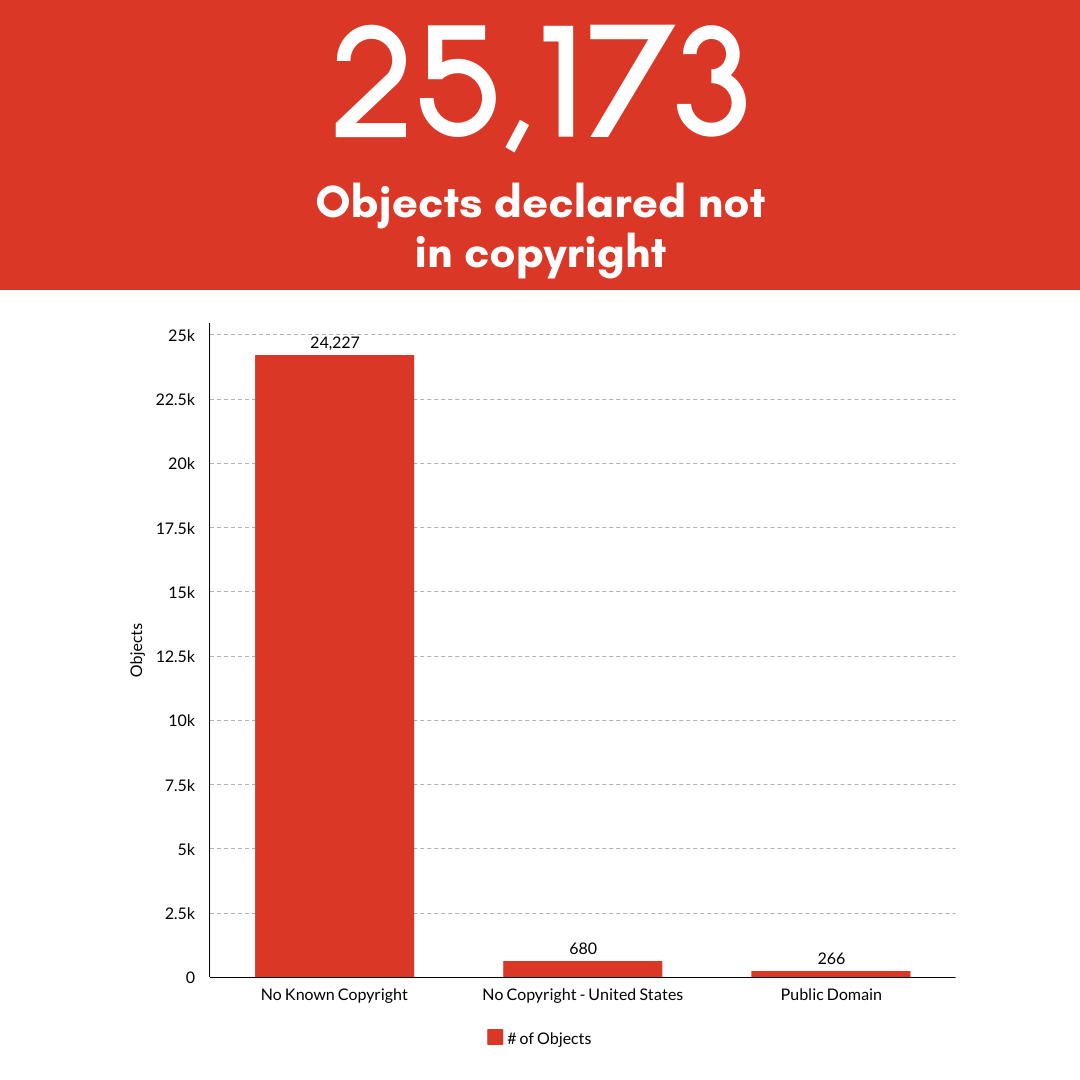 25,173
Objects declared not
in copyright
25k
24,227
22.5k
20k
17.5k
15k
Objects
12.5k
10k
7.5k
5k
2.5k
680
266
0
No Known Copyright
No Copyright - United States
Public Domain
# of Objects